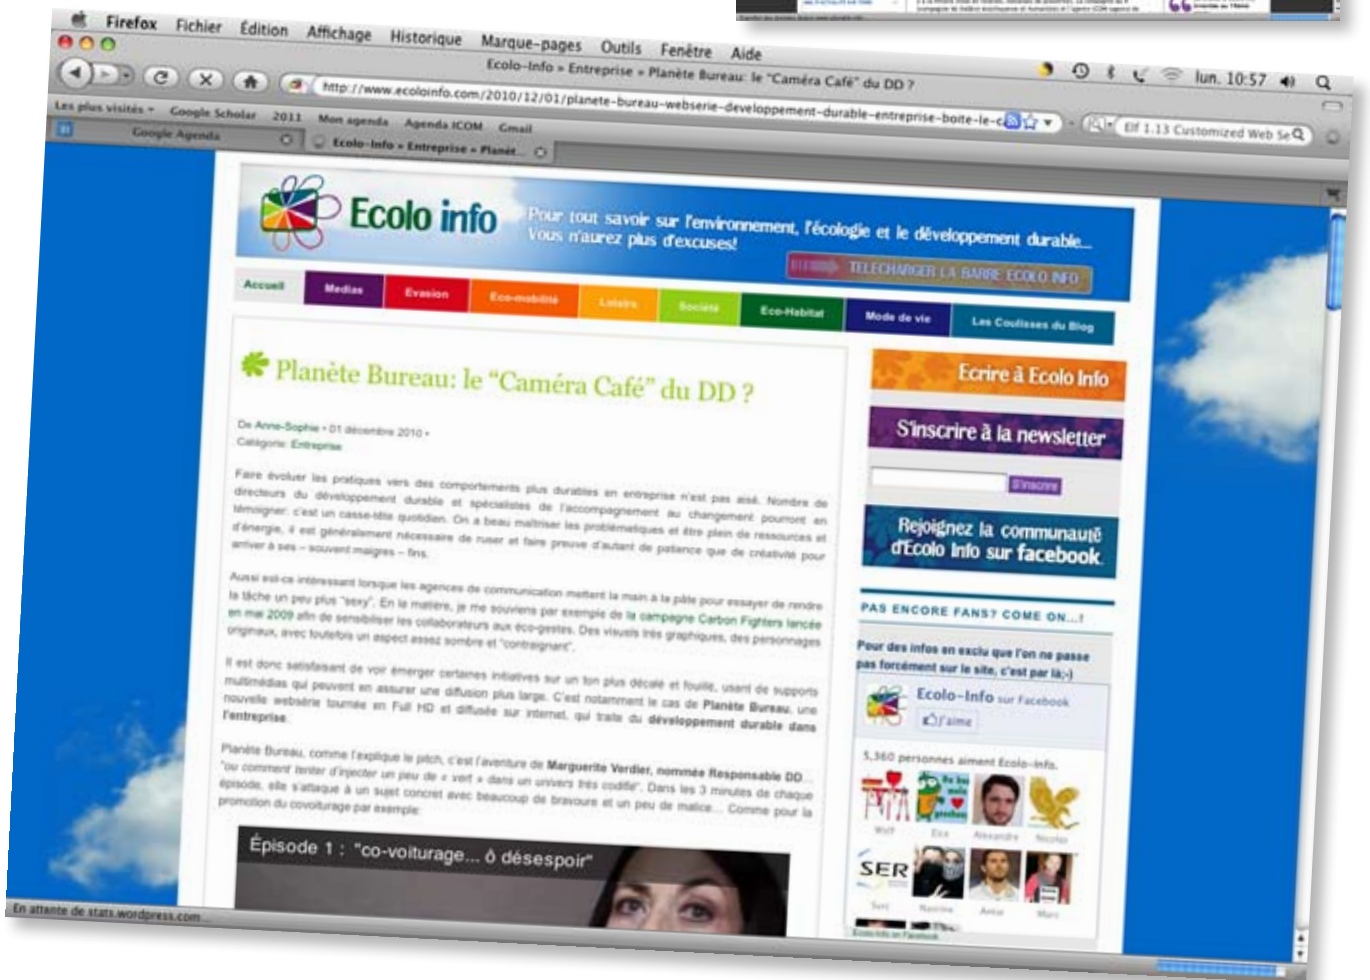 Firefox Fichier Édition Affichage Historique Marque-pages Outils Fenêtre Aide
lun. 10:57
Ecolo-Info » Entreprise » Planète Bureau: le "Caméra Café" du DD ?
http://www.ecoloinfo.com/2010/12/01/planete-bureau-webserie-developpement-durable-entreprise-boite-le-c
Elf 1.13 Customized Web Se
Les plus visités Google Scholar 2011 Mon agenda Agenda ICOM Gmail
Google Agenda
Ecolo-Info » Entreprise » Planèt...
Ecolo info
Pour tout savoir sur l'environnement, l'écologie et le développement durable...
Vous n'aurez plus d'excuses!
TELECHARGER LA BARRE ECOLO INFO
Accueil Medias Evasion Eco-mobilité Loisirs Société Eco-Habitat Mode de vie Les Coulisses du Blog
Planète Bureau: le "Caméra Café" du DD ?
De Anne-Sophie • 01 décembre 2010 •
Catégorie: Entreprise
Faire évoluer les pratiques vers des comportements plus durables en entreprise n'est pas aisé. Nombre de
directeurs du développement durable et spécialistes de l'accompagnement au changement pourront en
témoigner: c'est un casse-tête quotidien. On a beau maîtriser les problématiques et être plein de ressources et
d'énergie, il est généralement nécessaire de ruser et faire preuve d'autant de patience que de créativité pour
arriver à ses – souvent maigres – fins.
Aussi est-ce intéressant lorsque les agences de communication mettent la main à la pâte pour essayer de rendre
la tâche un peu plus "sexy". En la matière, je me souviens par exemple de la campagne Carbon Fighters lancée
en mai 2009 afin de sensibiliser les collaborateurs aux éco-gestes. Des visuels très graphiques, des personnages
originaux, avec toutefois un aspect assez sombre et "contraignant".
Il est donc satisfaisant de voir émerger certaines initiatives sur un ton plus décalé et fouillé, usant de supports
multimédias qui peuvent en assurer une diffusion plus large. C'est notamment le cas de Planète Bureau, une
nouvelle websérie tournée en Full HD et diffusée sur internet, qui traite du développement durable dans
l'entreprise.
Planète Bureau, comme l'explique le pitch, c'est l'aventure de Marguerite Verdier, nommée Responsable DD...
"ou comment tenter d'injecter un peu de « vert » dans un univers très codifié". Dans les 3 minutes de chaque
épisode, elle s'attaque à un sujet concret avec beaucoup de bravoure et un peu de malice... Comme pour la
promotion du covoiturage par exemple:
Épisode 1 : "co-voiturage... ô désespoir"
Ecrire à Ecolo Info
S'inscrire à la newsletter
S'inscrire
Rejoignez la communauté
d'Ecolo Info sur facebook.
PAS ENCORE FANS? COME ON...!
Pour des infos en exclu que l'on ne passe
pas forcément sur le site, c'est par là;-)
Ecolo-Info sur Facebook
J'aime
5,360 personnes aiment Ecolo-Info.
Wolf Eva Alexandre Nicolas
SER
Marc
Ecolo-Info on Facebook
En attente de stats.wordpress.com...